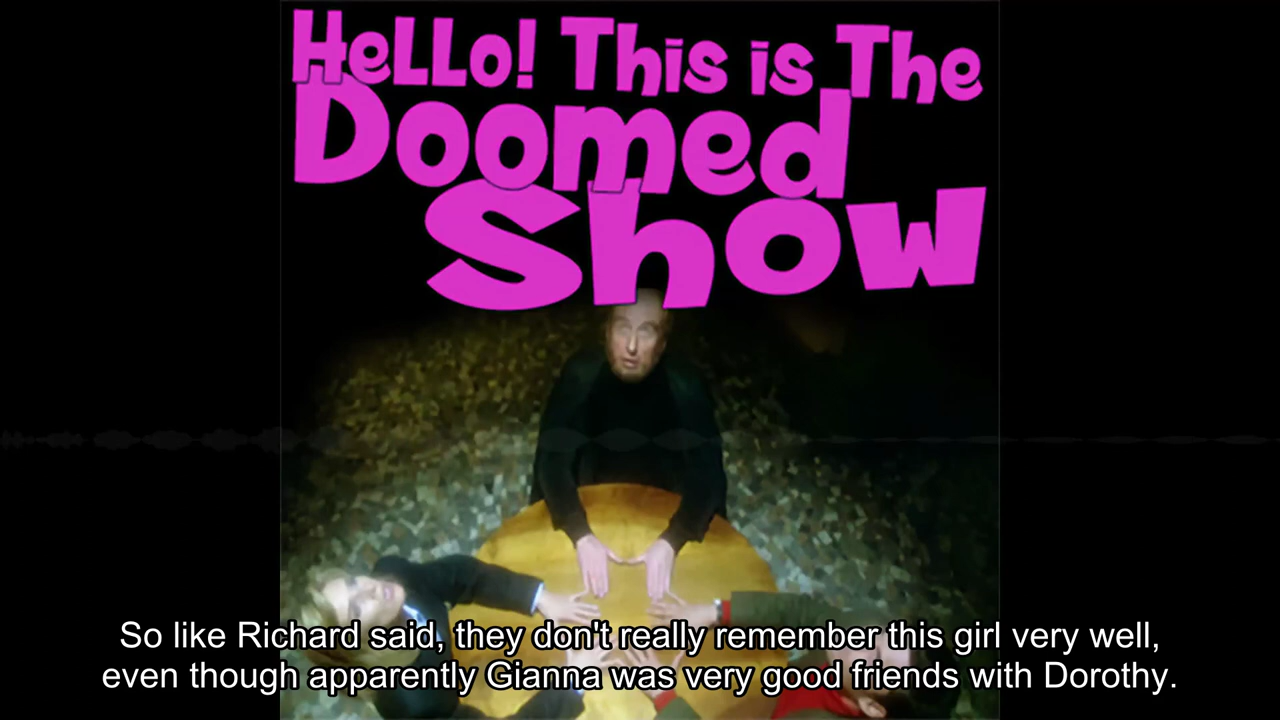 HeLLo! This is The
Doomed
Show
So like Richard said, they don't really remember this girl very well,
even though apparently Gianna was very good friends with Dorothy.